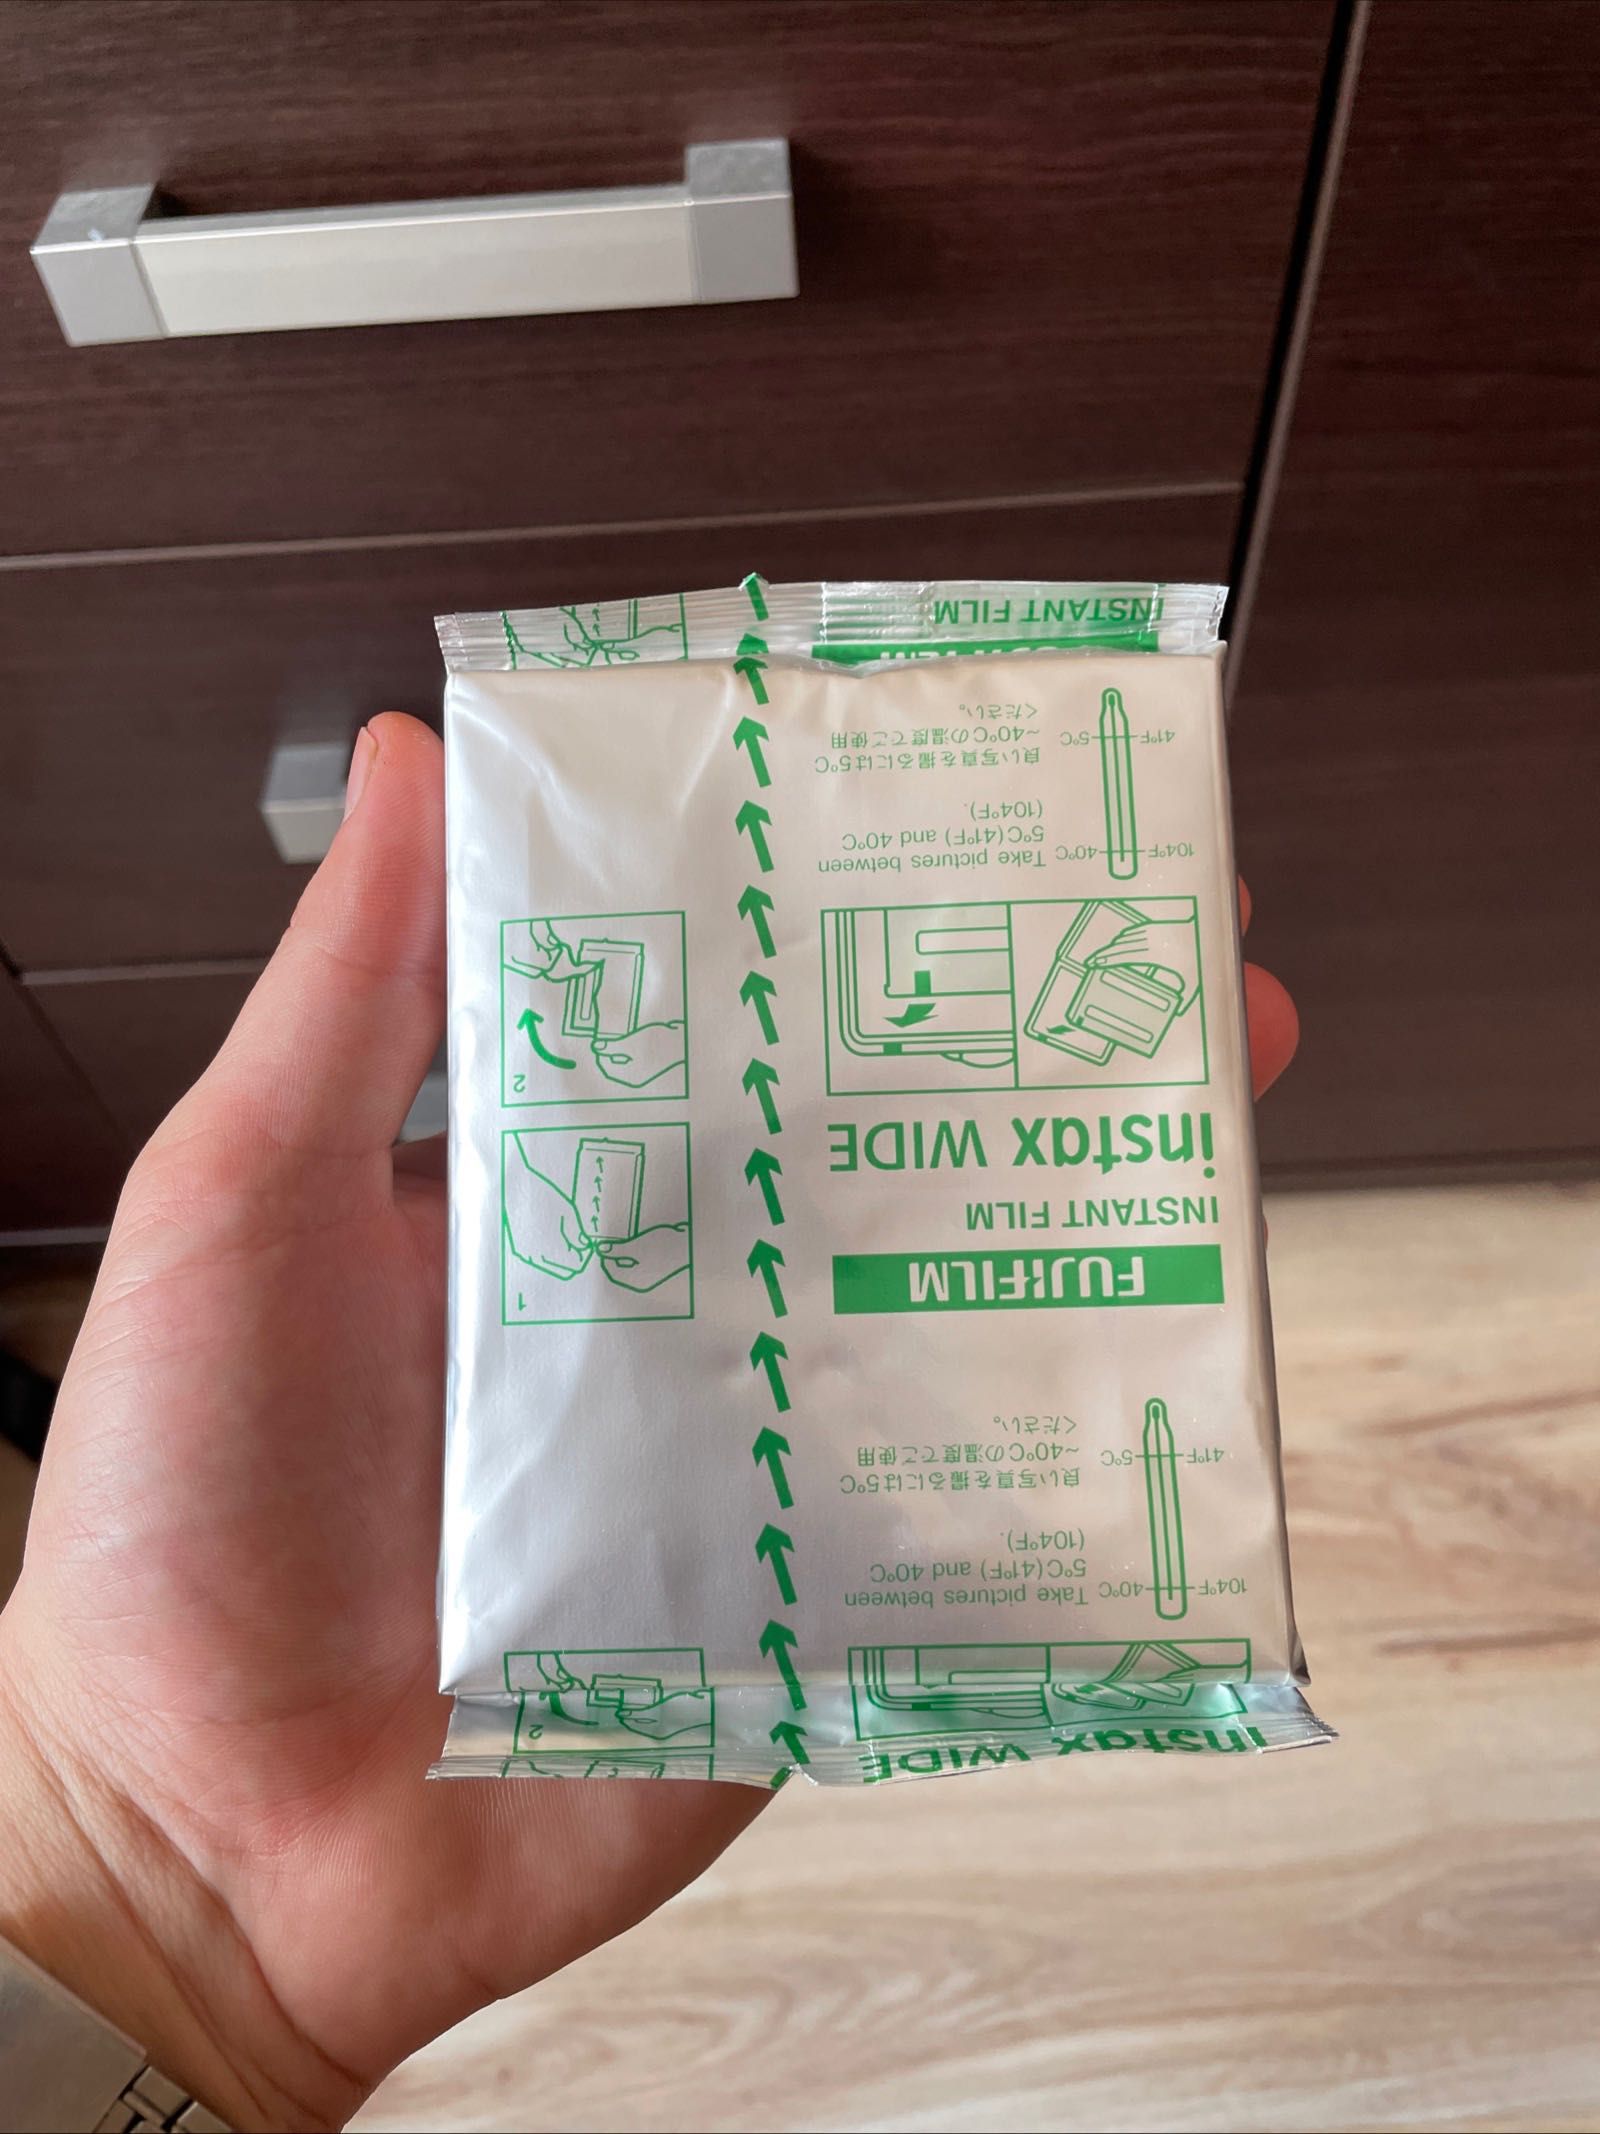 instax WIDE
2
Take pictures between
5°C(41°F) and 40°C
(104°F).
104°F
40°C
良い写真を撮るには5°C
~40°Cの温度でご使用
ください。
41°F
5°C
FUJIFILM
INSTANT FILM
instax WIDE
1
2
Take pictures between
5°C(41°F) and 40°C
(104°F).
104°F
40°C
良い写真を撮るには5°C
~40°Cの温度でご使用
ください。
41°F
5°C
FUJIFILM
INSTANT FILM